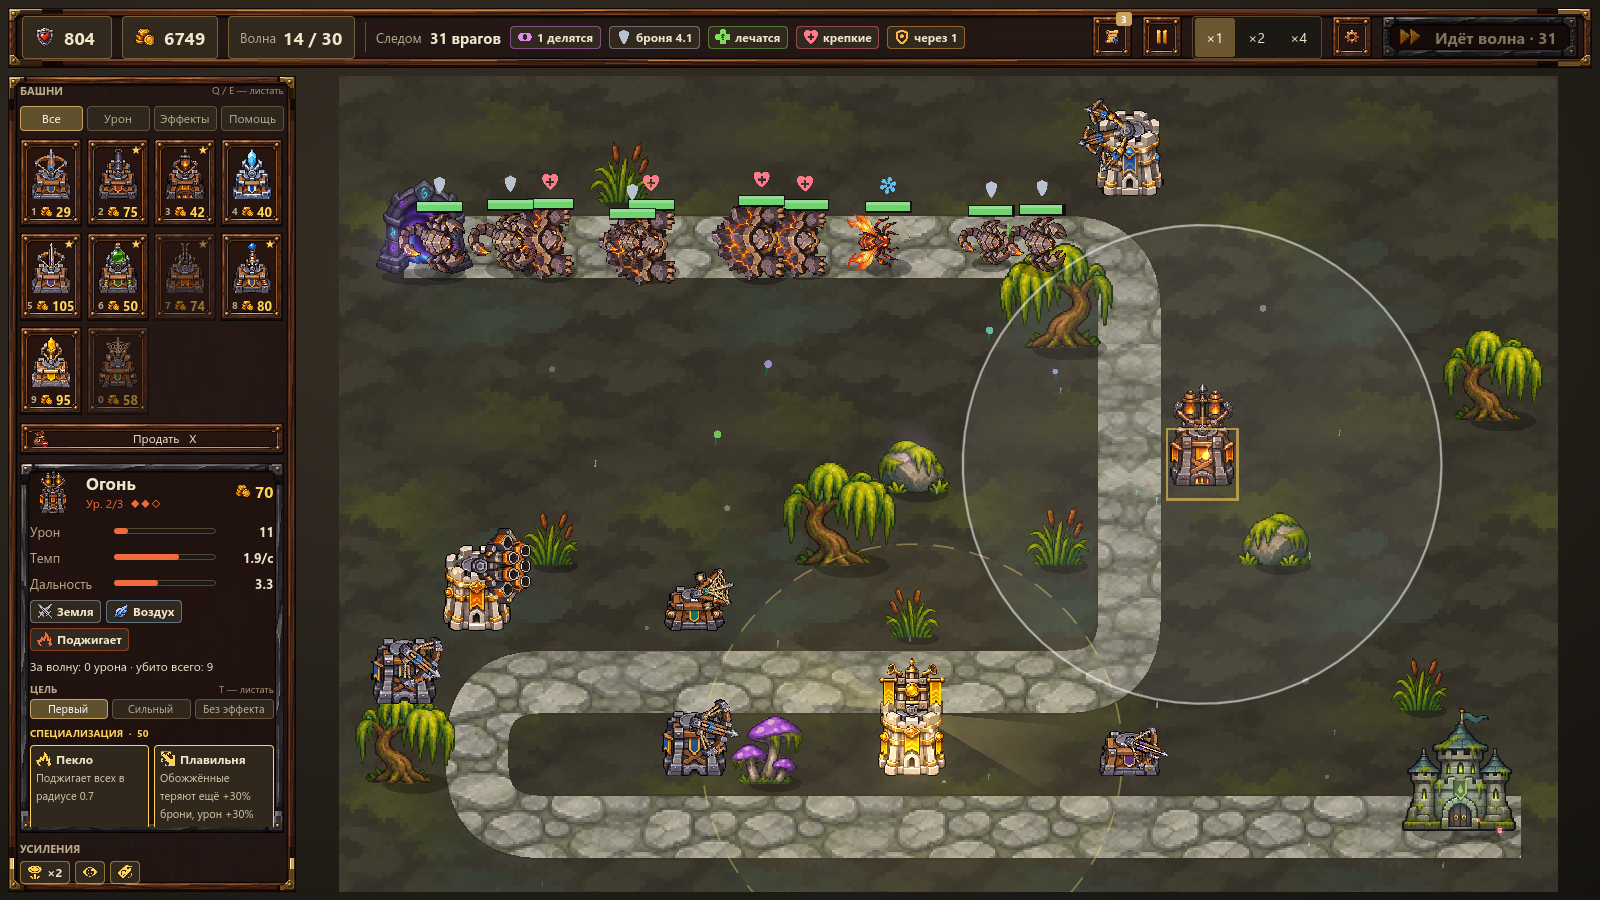 804
6749
Волна 14 / 30
Следом 31 врагов
1 делятся
броня 4.1
лечатся
крепкие
через 1
3
×1
×2
×4
Идёт волна · 31
БАШНИ
Q / E — листать
Все
Урон
Эффекты
Помощь
1 29
2 75
3 42
4 40
5 105
6 50
7 74
8 80
9 95
0 58
Продать X
Огонь
70
Ур. 2/3
Урон 11
Темп 1.9/с
Дальность 3.3
Земля
Воздух
Поджигает
За волну: 0 урона · убито всего: 9
ЦЕЛЬ
T — листать
Первый
Сильный
Без эффекта
СПЕЦИАЛИЗАЦИЯ · 50
Пекло
Поджигает всех в
радиусе 0.7
Плавильня
Обожжённые
теряют ещё +30%
брони, урон +30%
УСИЛЕНИЯ
×2